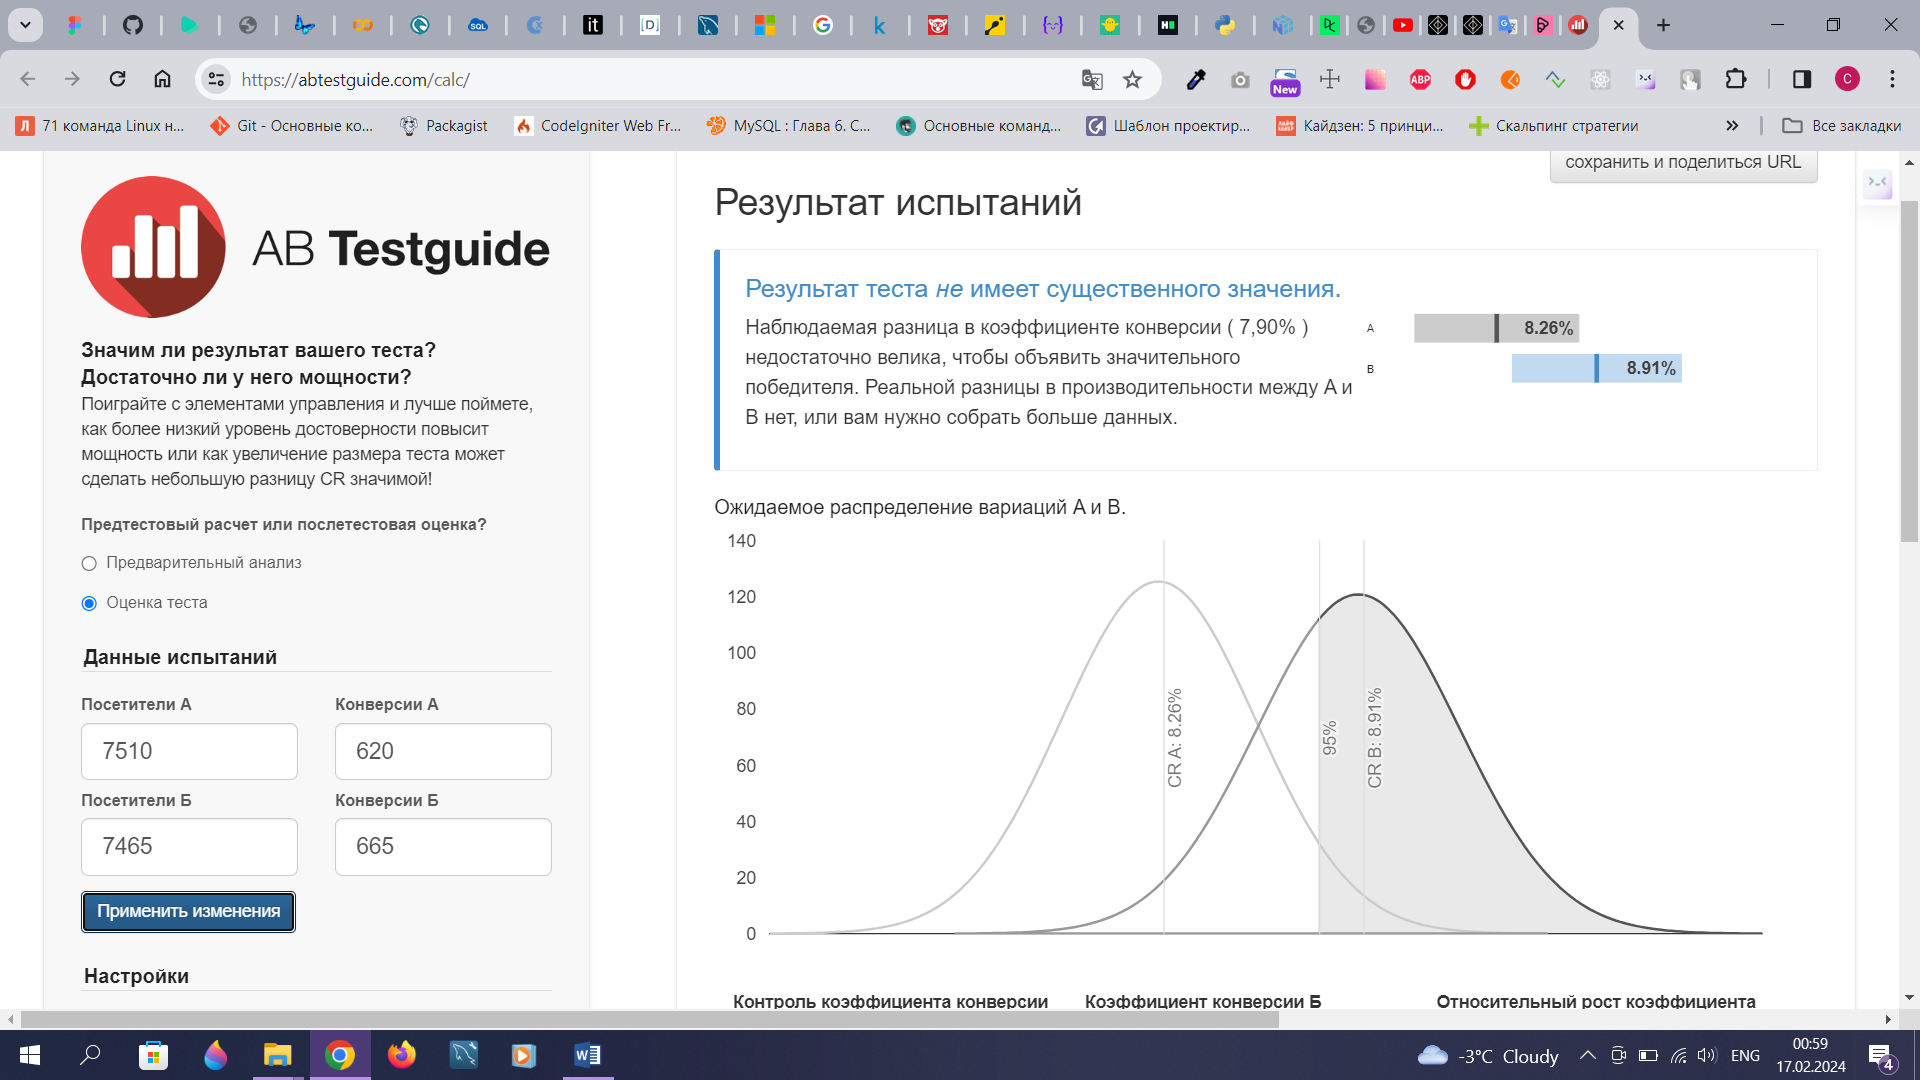 https://abtestguide.com/calc/
New
ABP
C
71 команда Linux н...
Git - Основные ко...
Packagist
CodeIgniter Web Fr...
MySQL : Глава 6. С...
Основные команд...
Шаблон проектир...
Кайдзен: 5 принци...
Скальпинг стратегии
Все закладки
сохранить и поделиться URL
AB Testguide
Значим ли результат вашего теста?
Достаточно ли у него мощности?
Поиграйте с элементами управления и лучше поймете,
как более низкий уровень достоверности повысит
мощность или как увеличение размера теста может
сделать небольшую разницу CR значимой!
Предтестовый расчет или послетестовая оценка?
Предварительный анализ
Оценка теста
Данные испытаний
Посетители А
Конверсии А
7510
620
Посетители Б
Конверсии Б
7465
665
Применить изменения
Настройки
Результат испытаний
Результат теста не имеет существенного значения.
Наблюдаемая разница в коэффициенте конверсии ( 7,90% )
недостаточно велика, чтобы объявить значительного
победителя. Реальной разницы в производительности между A и
B нет, или вам нужно собрать больше данных.
A
8.26%
B
8.91%
Ожидаемое распределение вариаций A и B.
140
120
100
80
60
40
20
0
CR A: 8.26%
95%
CR B: 8.91%
Контроль коэффициента конверсии
Коэффициент конверсии Б
Относительный рост коэффициента
-3°C Cloudy
ENG
00:59
17.02.2024
4